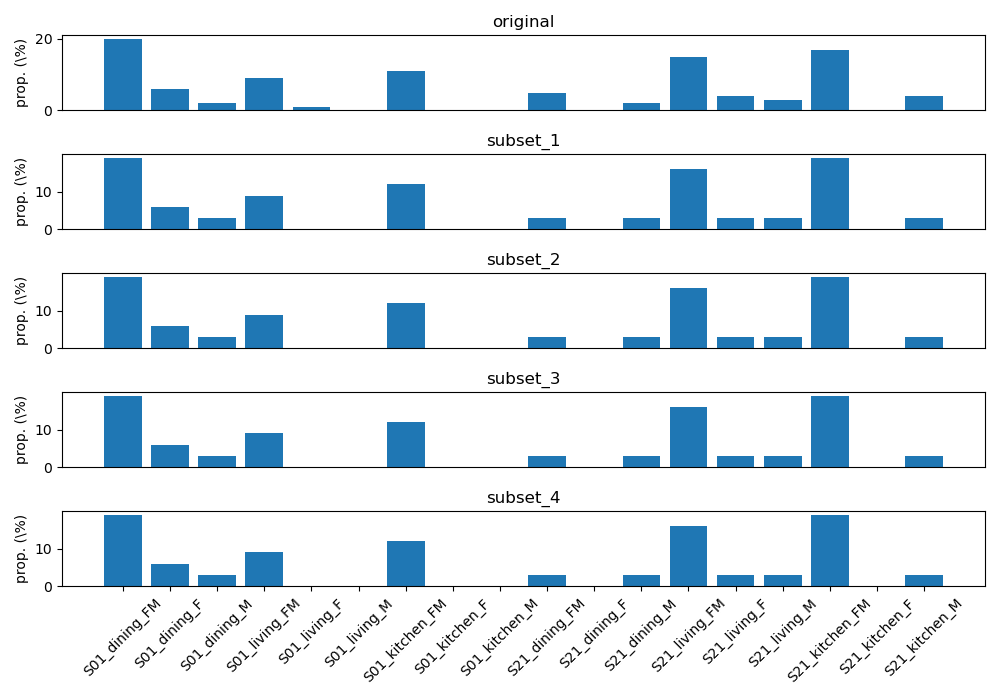 original
prop. (\%)
20
0
subset_1
prop. (\%)
10
0
subset_2
prop. (\%)
10
0
subset_3
prop. (\%)
10
0
subset_4
prop. (\%)
10
0
S01_dining_FM
S01_dining_F
S01_dining_M
S01_living_FM
S01_living_F
S01_living_M
S01_kitchen_FM
S01_kitchen_F
S01_kitchen_M
S21_dining_FM
S21_dining_F
S21_dining_M
S21_living_FM
S21_living_F
S21_living_M
S21_kitchen_FM
S21_kitchen_F
S21_kitchen_M